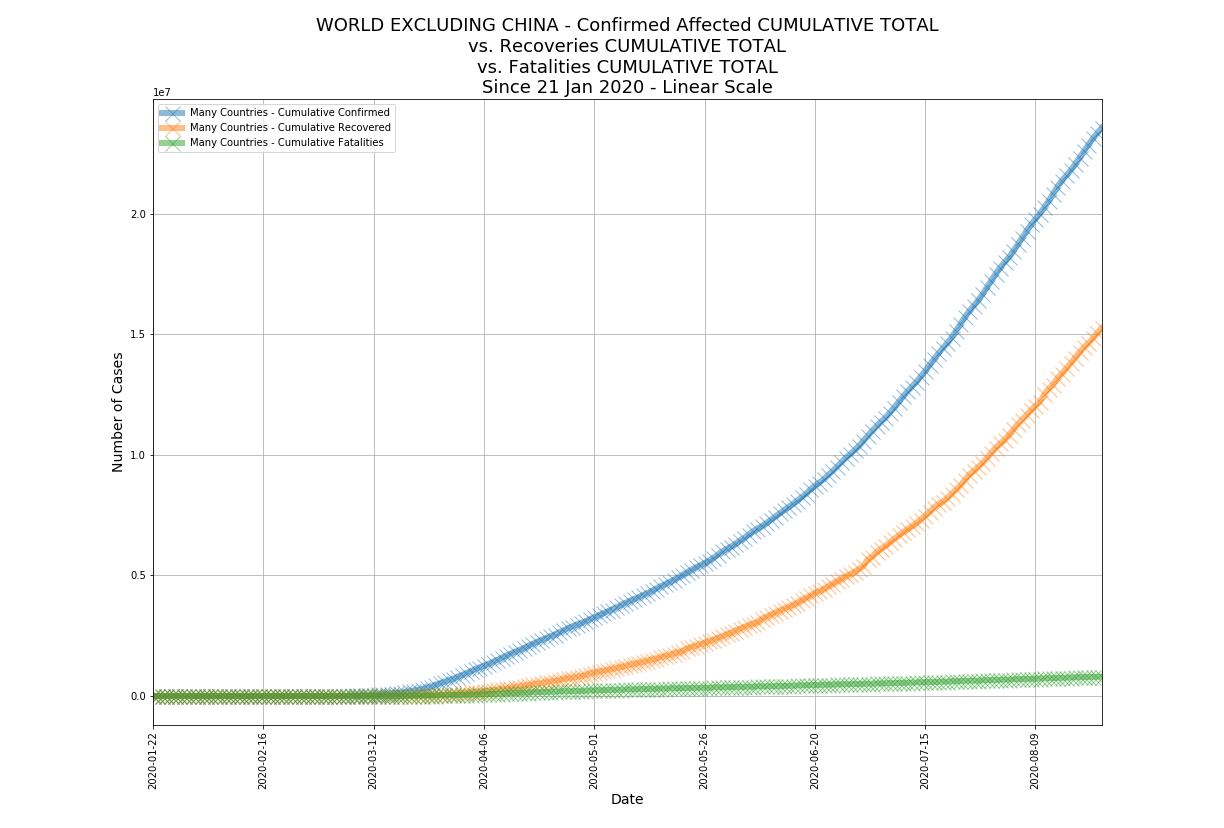 WORLD EXCLUDING CHINA - Confirmed Affected CUMULATIVE TOTAL
vs. Recoveries CUMULATIVE TOTAL
vs. Fatalities CUMULATIVE TOTAL
Since 21 Jan 2020 - Linear Scale
1e7
Many Countries - Cumulative Confirmed
Many Countries - Cumulative Recovered
Many Countries - Cumulative Fatalities
2.0
1.5
1.0
0.5
0.0
Number of Cases
2020-01-22
2020-02-16
2020-03-12
2020-04-06
2020-05-01
2020-05-26
2020-06-20
2020-07-15
2020-08-09
Date